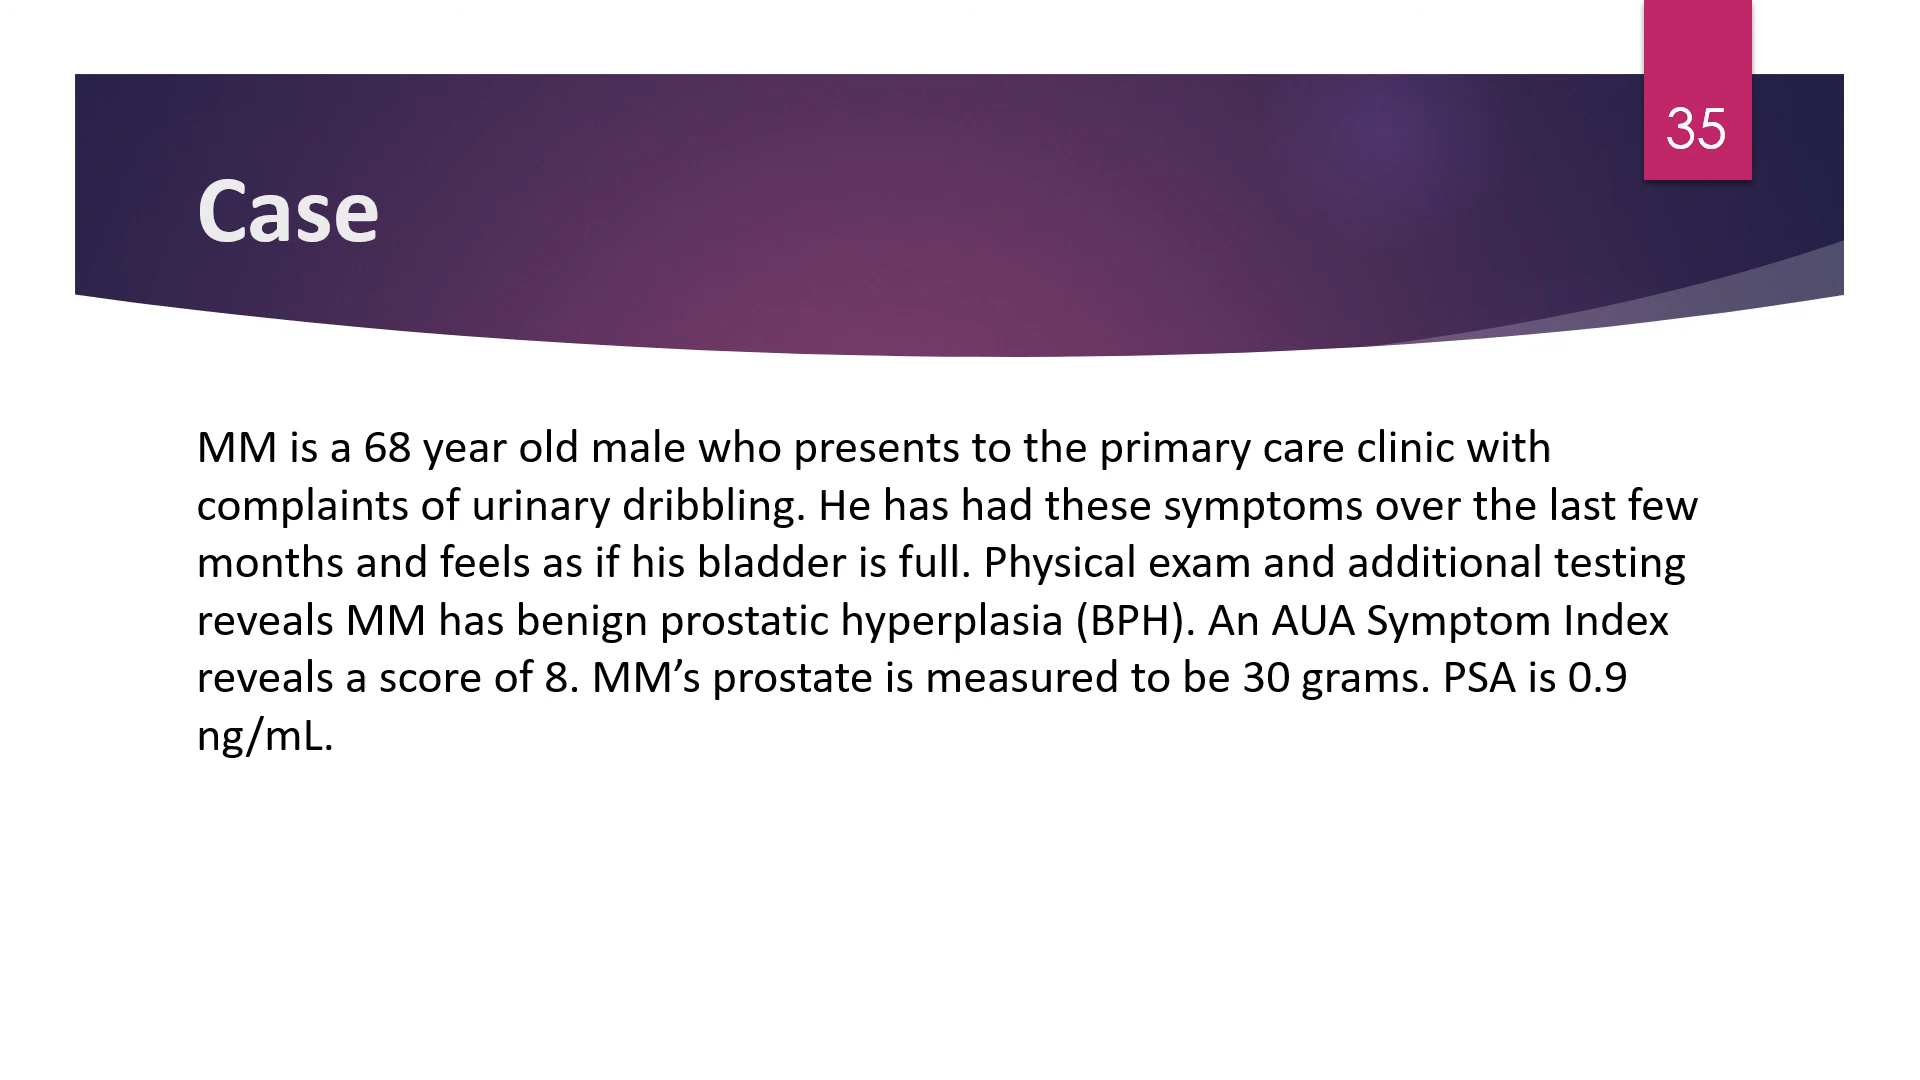 35
Case
MM is a 68 year old male who presents to the primary care clinic with
complaints of urinary dribbling. He has had these symptoms over the last few
months and feels as if his bladder is full. Physical exam and additional testing
reveals MM has benign prostatic hyperplasia (BPH). An AUA Symptom Index
reveals a score of 8. MM’s prostate is measured to be 30 grams. PSA is 0.9
ng/mL.